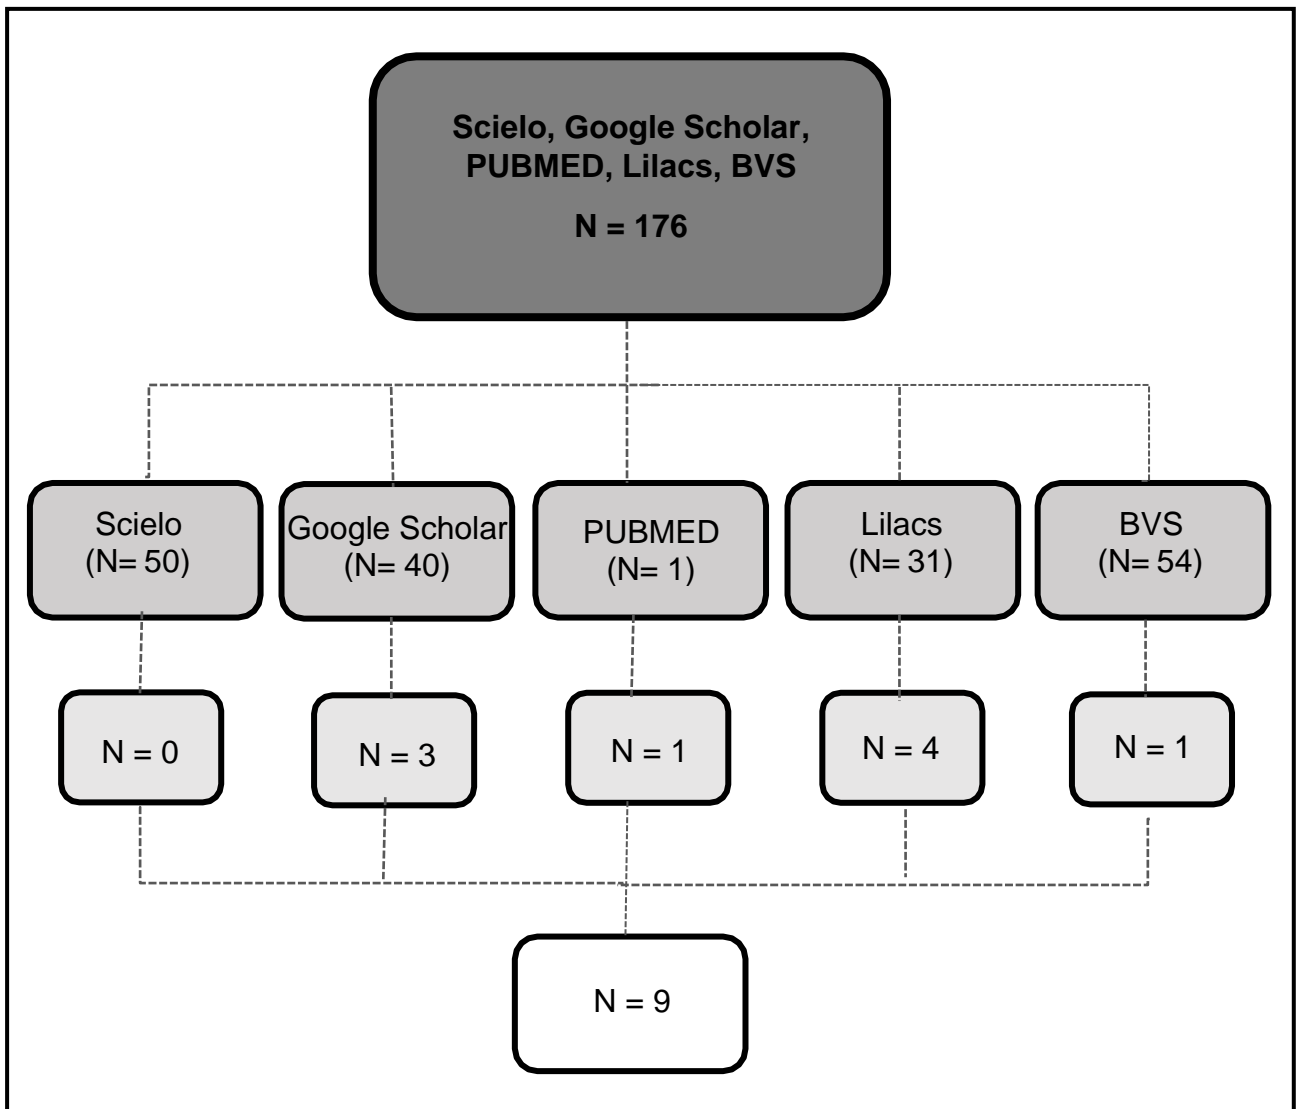 Scielo, Google Scholar,
PUBMED, Lilacs, BVS
N = 176
Scielo
(N= 50)
Google Scholar
(N= 40)
PUBMED
(N= 1)
Lilacs
(N= 31)
BVS
(N= 54)
N = 0
N = 3
N = 1
N = 4
N = 1
N = 9